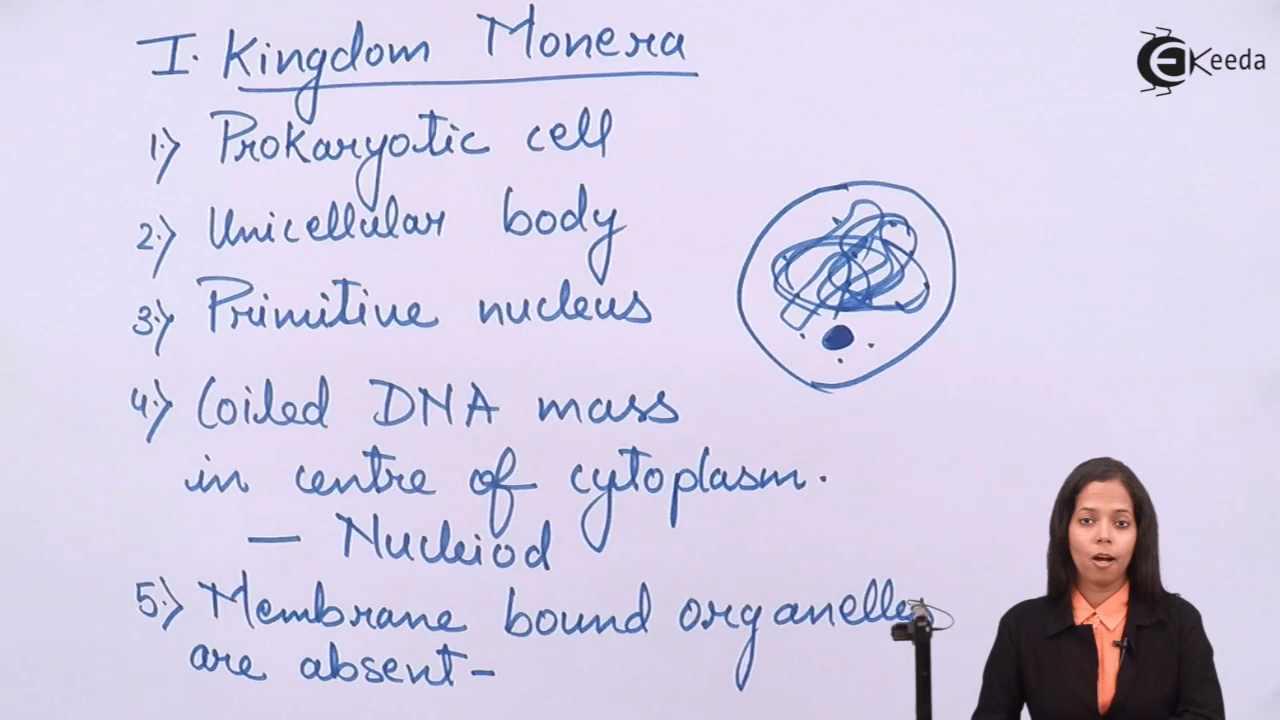 I. Kingdom Monera
1.) Prokaryotic cell
2.) Unicellular body
3.) Primitive nucleus
4.) Coiled DNA mass
in centre of cytoplasm.
— Nucleiod
5.) Membrane bound organelles
are absent-
eKeeda